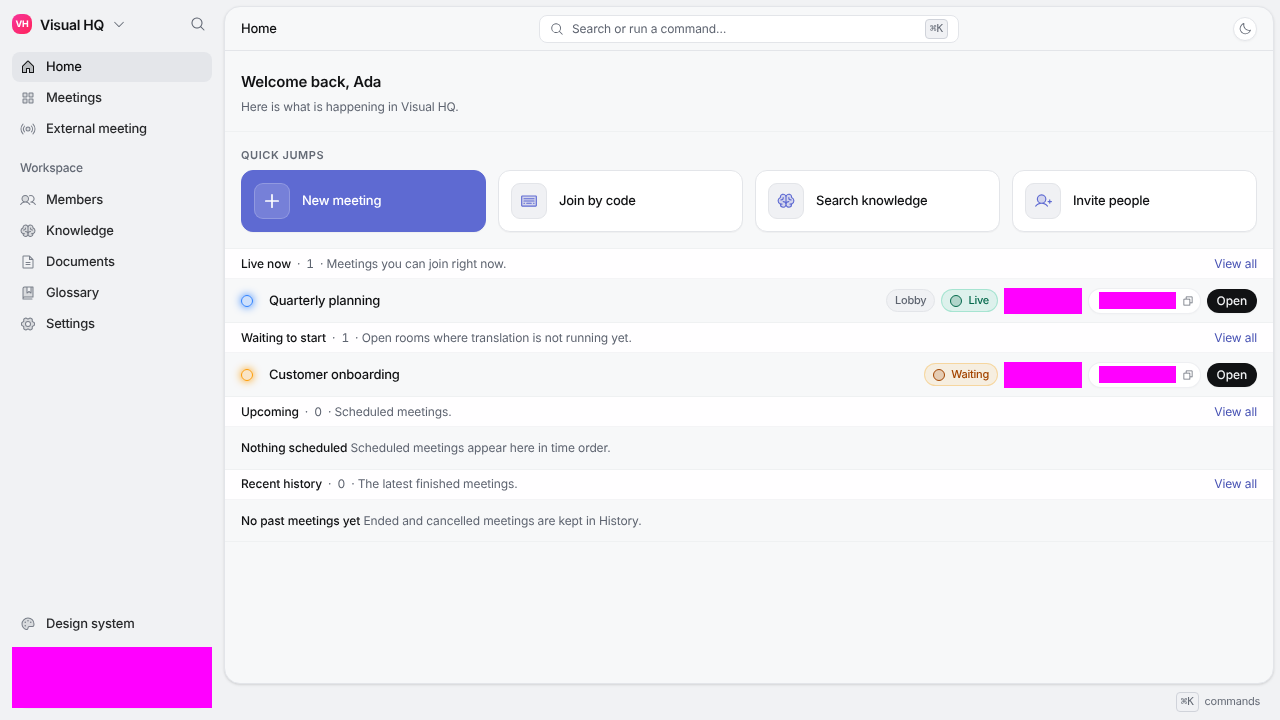 VH Visual HQ
Home
Meetings
External meeting
Workspace
Members
Knowledge
Documents
Glossary
Settings
Design system
Home
Search or run a command...
⌘K
Welcome back, Ada
Here is what is happening in Visual HQ.
QUICK JUMPS
New meeting
Join by code
Search knowledge
Invite people
Live now · 1 · Meetings you can join right now. View all
Quarterly planning Lobby Live Open
Waiting to start · 1 · Open rooms where translation is not running yet. View all
Customer onboarding Waiting Open
Upcoming · 0 · Scheduled meetings. View all
Nothing scheduled Scheduled meetings appear here in time order.
Recent history · 0 · The latest finished meetings. View all
No past meetings yet Ended and cancelled meetings are kept in History.
⌘K commands